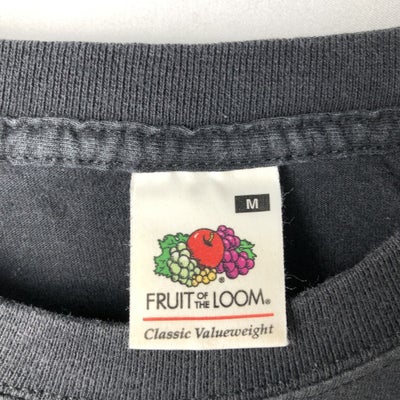 M
FRUIT OF THE LOOM®
Classic Valueweight